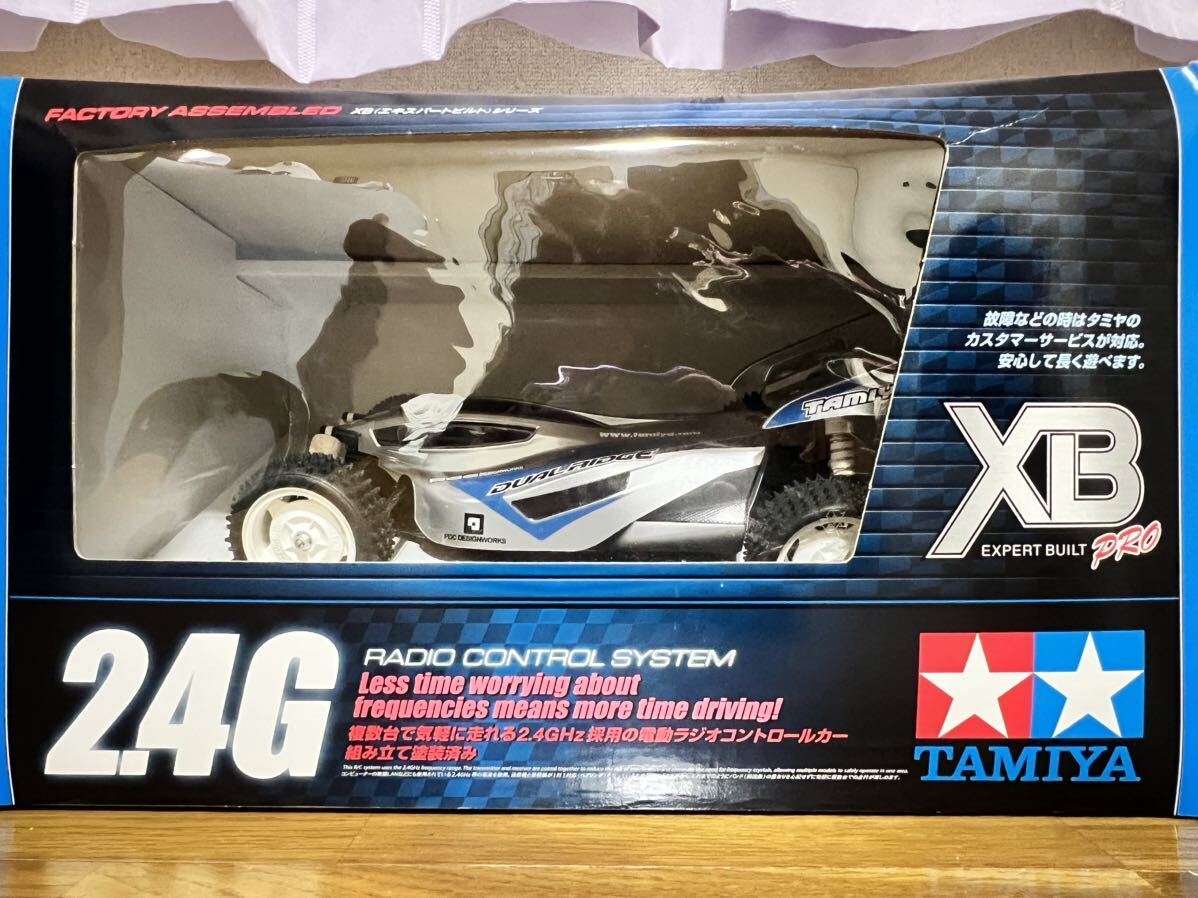 FACTORY ASSEMBLED XB(エキスパートビルト)シリーズ
故障などの時はタミヤの
カスタマーサービスが対応。
安心して長く遊べます。
TAMIYA
www.tamiya.com
DUALRIDGE
PDC DESIGNWORKS
XB
EXPERT BUILT PRO
2.4G
RADIO CONTROL SYSTEM
Less time worrying about
frequencies means more time driving!
複数台で気軽に走れる2.4GHz採用の電動ラジオコントロールカー
組み立て塗装済み
TAMIYA